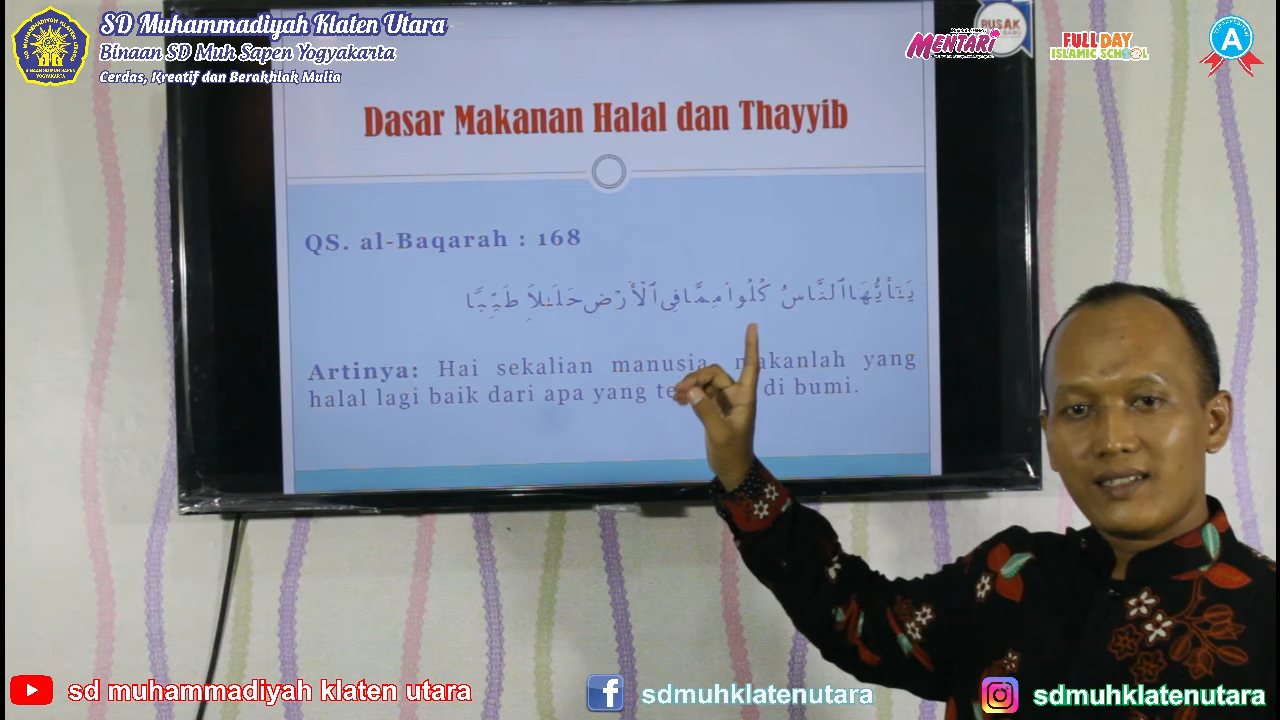 SD Muhammadiyah Klaten Utara
Binaan SD Muh Sapen Yogyakarta
Cerdas, Kreatif dan Berakhlak Mulia
RUSAK
MENTARI
FULL DAY
ISLAMIC SCHOOL
A
Dasar Makanan Halal dan Thayyib
QS. al-Baqarah : 168
يَـٰٓأَيُّهَا ٱلنَّاسُ كُلُوا۟ مِمَّا فِى ٱلْأَرْضِ حَلَـٰلًا طَيِّبًا
Artinya: Hai sekalian manusia, makanlah yang
halal lagi baik dari apa yang di bumi.
sd muhammadiyah klaten utara
sdmuhklatenutara
sdmuhklatenutara